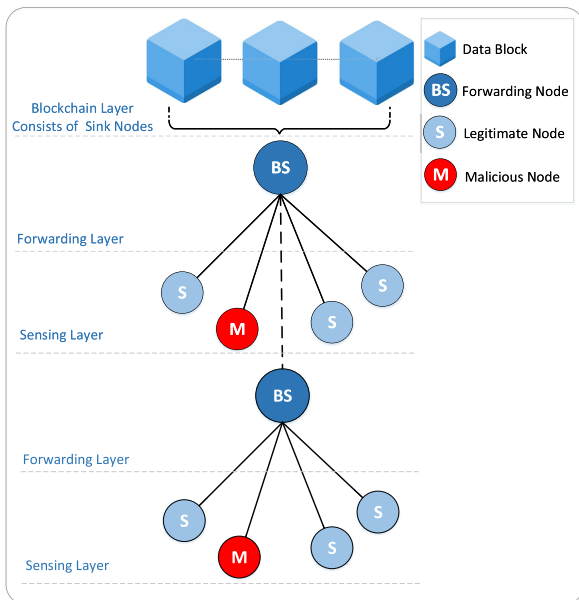 Data Block
BS Forwarding Node
S Legitimate Node
M Malicious Node
Blockchain Layer
Consists of Sink Nodes
BS
Forwarding Layer
S
S
M
S
Sensing Layer
BS
Forwarding Layer
S
S
M
S
Sensing Layer